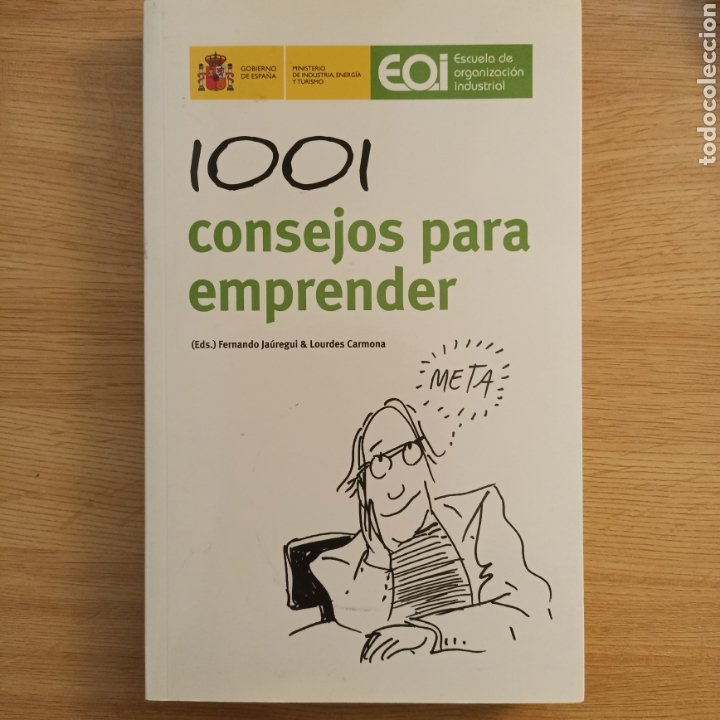 GOBIERNO
DE ESPAÑA
MINISTERIO
DE INDUSTRIA, ENERGÍA
Y TURISMO
EOi
Escuela de
organización
industrial
1001
consejos para
emprender
(Eds.) Fernando Jaúregui & Lourdes Carmona
META
todocoleccion